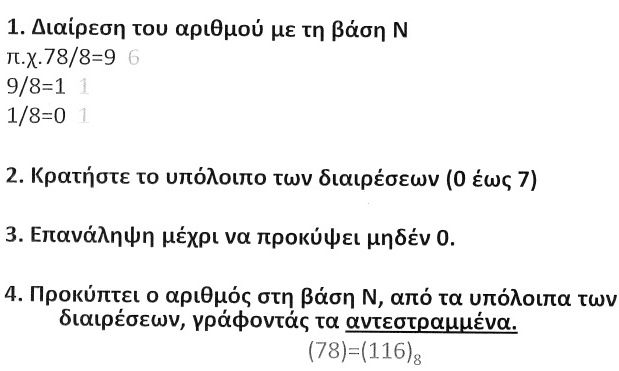 1. Διαίρεση του αριθμού με τη βάση Ν
π.χ.78/8=9 6
9/8=1 1
1/8=0 1
2. Κρατήστε το υπόλοιπο των διαιρέσεων (0 έως 7)
3. Επανάληψη μέχρι να προκύψει μηδέν 0.
4. Προκύπτει ο αριθμός στη βάση Ν, από τα υπόλοιπα των
διαιρέσεων, γράφοντάς τα αντεστραμμένα.
(78)=(116)₈